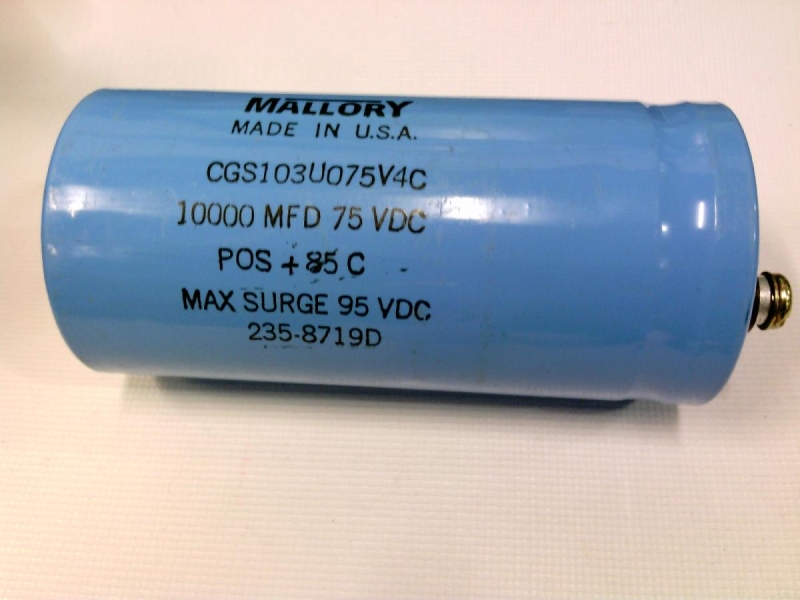 MALLORY
MADE IN U.S.A.
CGS103U075V4C
10000 MFD 75 VDC
POS + 85 C
MAX SURGE 95 VDC
235-8719D